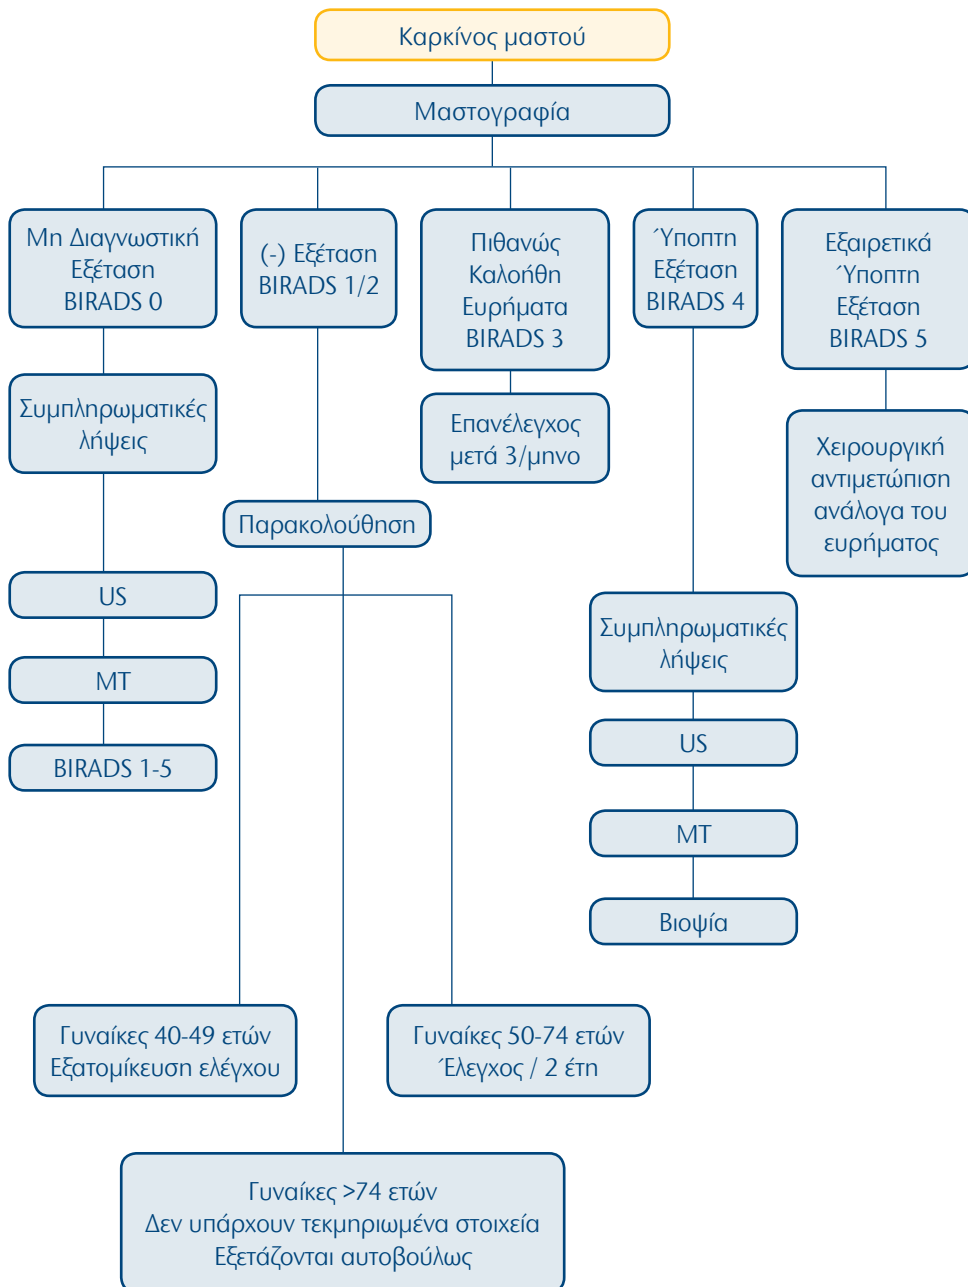 Καρκίνος μαστού
Μαστογραφία
Μη Διαγνωστική
Εξέταση
BIRADS 0
(-) Εξέταση
BIRADS 1/2
Πιθανώς
Καλοήθη
Ευρήματα
BIRADS 3
Ύποπτη
Εξέταση
BIRADS 4
Εξαιρετικά
Ύποπτη
Εξέταση
BIRADS 5
Συμπληρωματικές
λήψεις
Επανέλεγχος
μετά 3/μηνο
Χειρουργική
αντιμετώπιση
ανάλογα του
ευρήματος
Παρακολούθηση
US
MT
BIRADS 1-5
Συμπληρωματικές
λήψεις
US
MT
Βιοψία
Γυναίκες 40-49 ετών
Εξατομίκευση ελέγχου
Γυναίκες 50-74 ετών
Έλεγχος / 2 έτη
Γυναίκες >74 ετών
Δεν υπάρχουν τεκμηριωμένα στοιχεία
Εξετάζονται αυτοβούλως